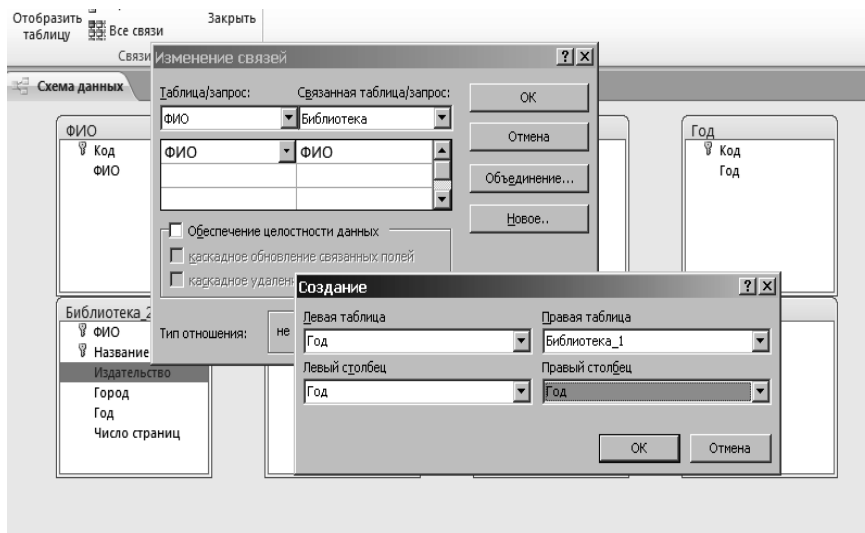 Отобразить таблицу
Все связи
Закрыть
Связи
Схема данных
Изменение связей
Таблица/запрос: Связанная таблица/запрос:
ФИО Библиотека
ФИО ФИО
ОК
Отмена
Объединение...
Новое..
Обеспечение целостности данных
каскадное обновление связанных полей
каскадное
Тип отношения: не
ФИО
Код
ФИО
Год
Код
Год
Библиотека_2
ФИО
Название
Издательство
Город
Год
Число страниц
Создание
Левая таблица Правая таблица
Год Библиотека_1
Левый столбец Правый столбец
Год Год
ОК Отмена